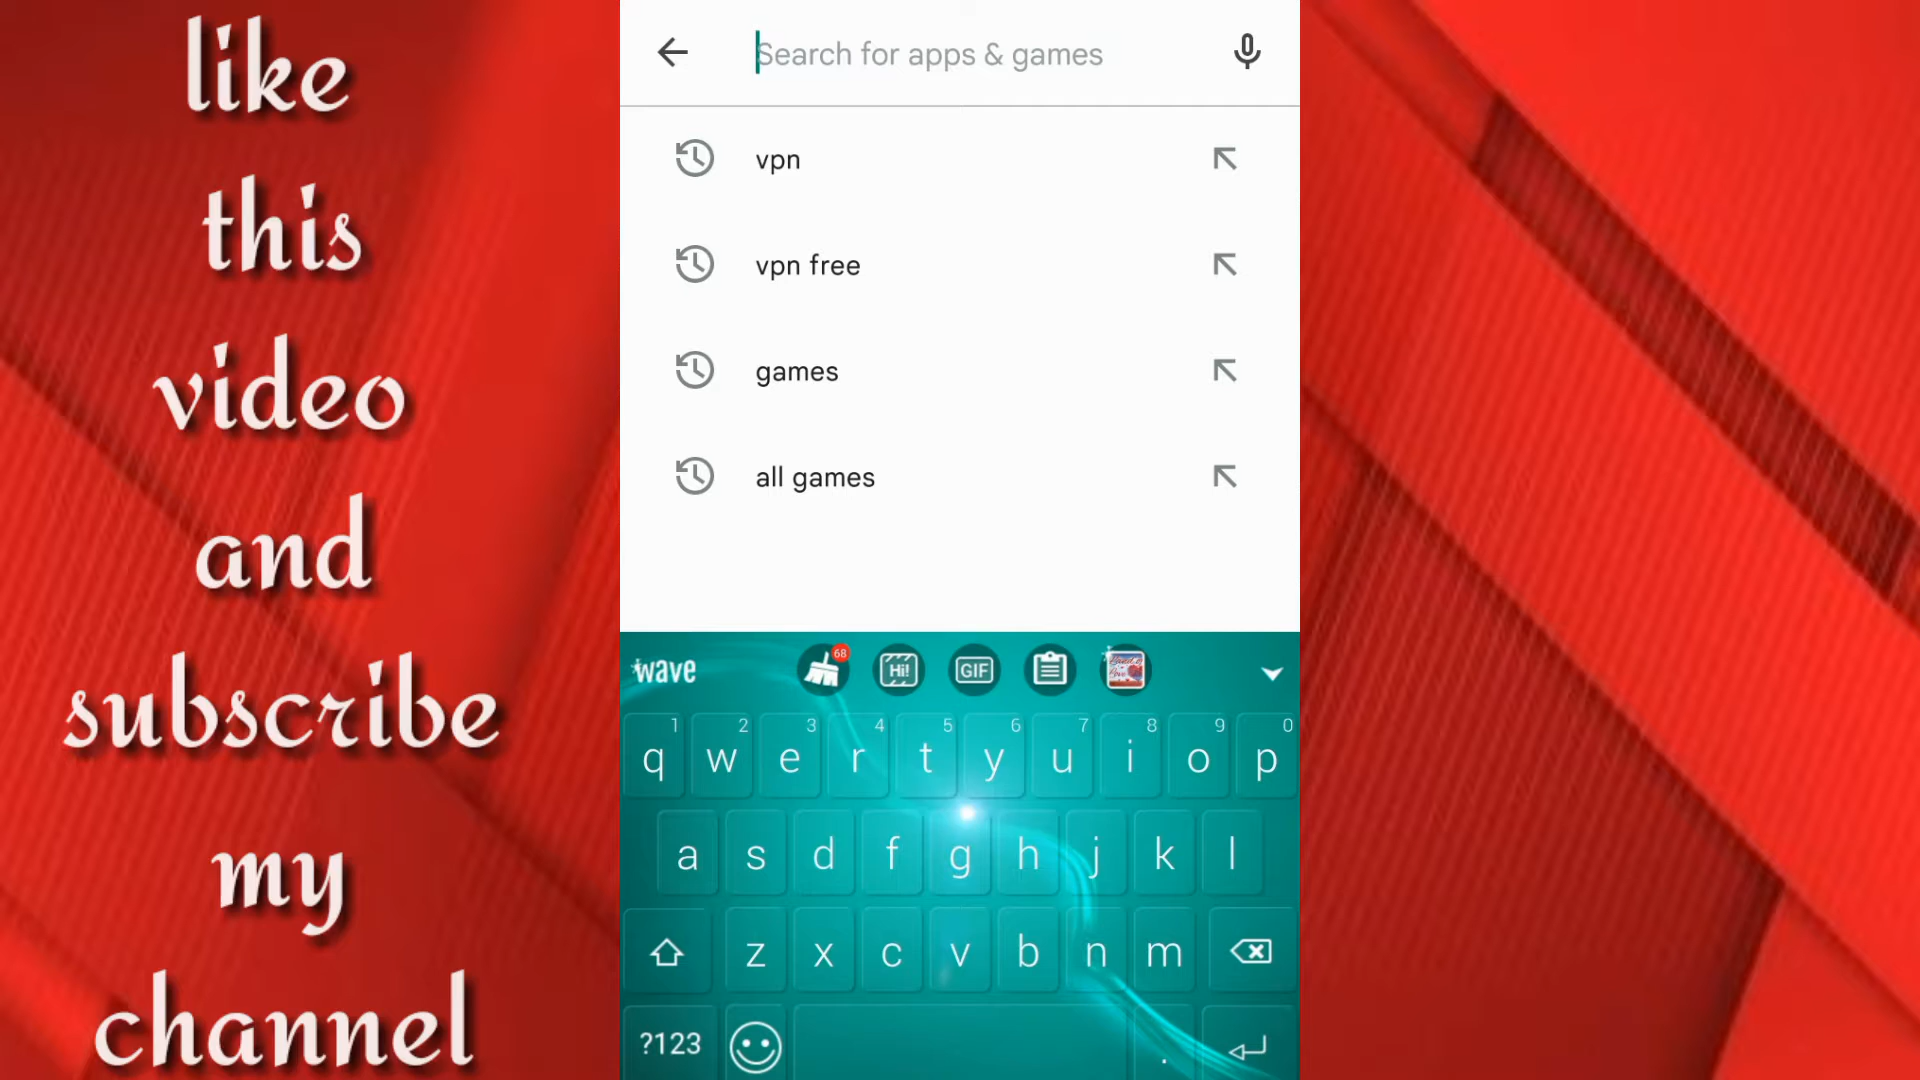 like
this
video
and
subscribe
my
channel
Search for apps & games
vpn
vpn free
games
all games
wave
68
Hi!
GIF
1 2 3 4 5 6 7 8 9 0
q w e r t y u i o p
a s d f g h j k l
z x c v b n m
?123 .